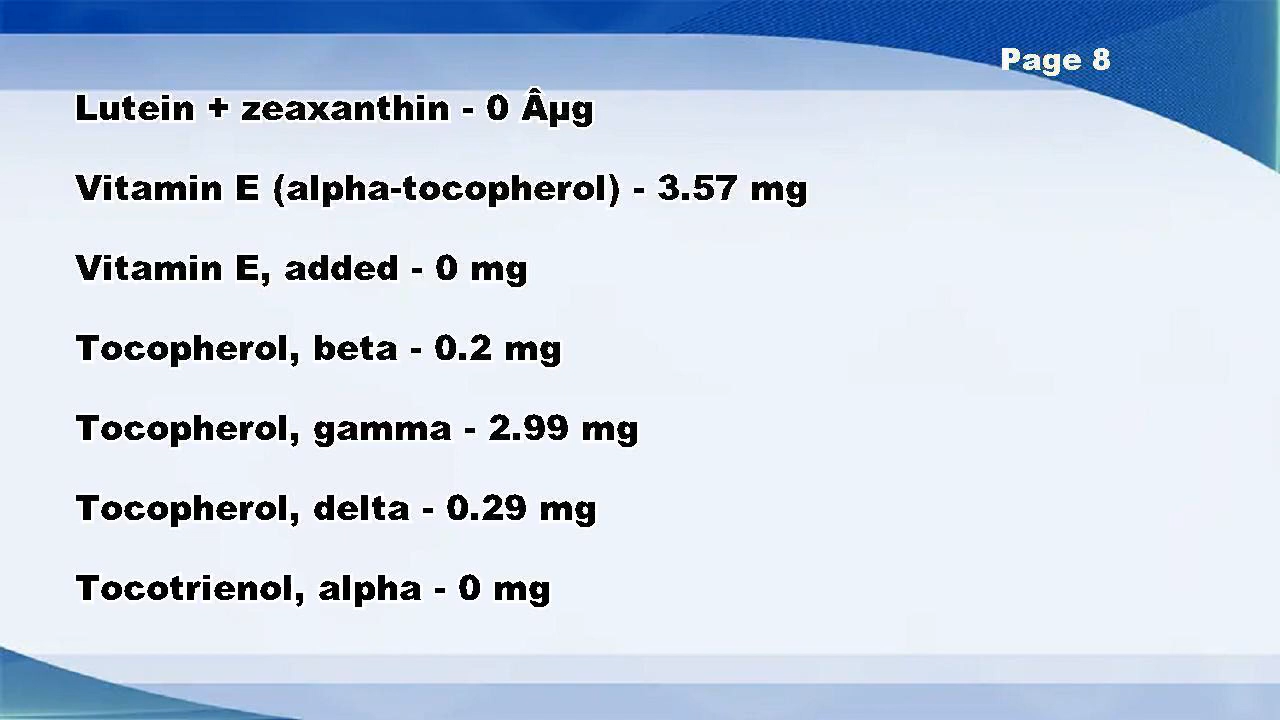 Page 8
Lutein + zeaxanthin - 0 Âµg
Vitamin E (alpha-tocopherol) - 3.57 mg
Vitamin E, added - 0 mg
Tocopherol, beta - 0.2 mg
Tocopherol, gamma - 2.99 mg
Tocopherol, delta - 0.29 mg
Tocotrienol, alpha - 0 mg